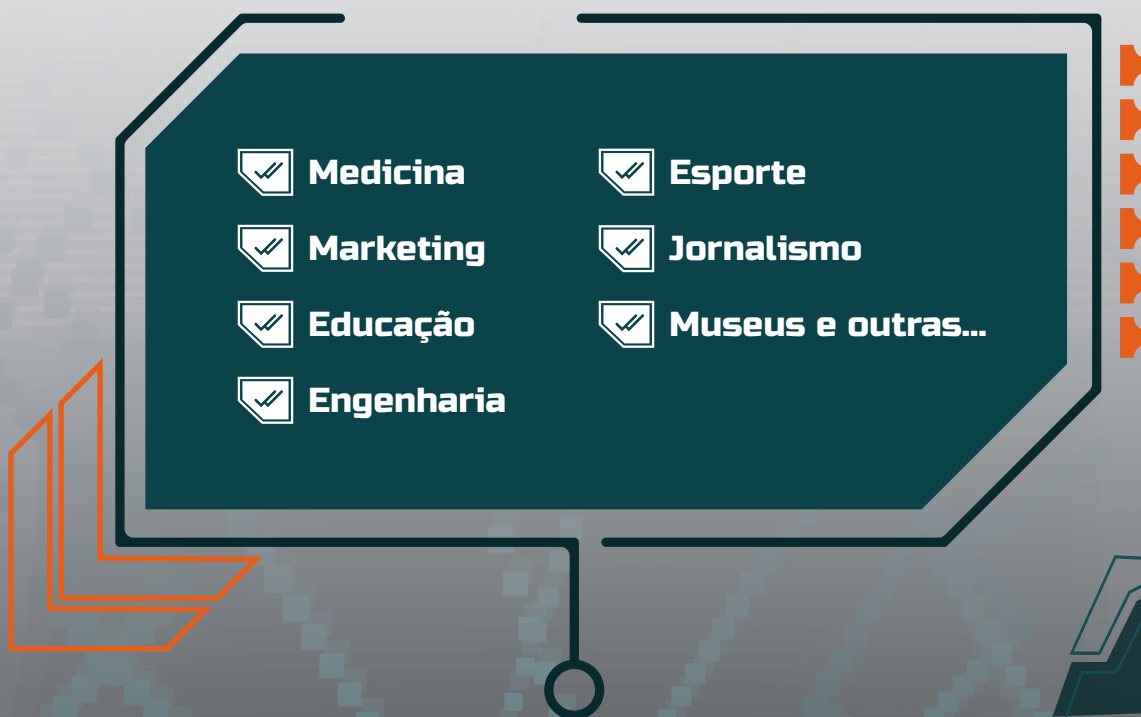 Medicina
Marketing
Educação
Engenharia
Esporte
Jornalismo
Museus e outras...